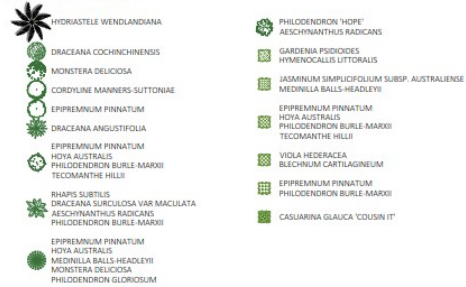 HYDRIASTELE WENDLANDIANA
DRACEANA COCHINCHINENSIS
MONSTERA DELICIOSA
CORDYLINE MANNERS-SUTTONIAE
EPIPREMNUM PINNATUM
DRACAENA ANGUSTIFOLIA
EPIPREMNUM PINNATUM
HOYA AUSTRALIS
PHILODENDRON BURLE-MARXII
TECOMANTHE HILLII
RHAPIS SUBTILIS
DRACAENA SURCULOSA VAR MACULATA
AESCHYNANTHUS RADICANS
PHILODENDRON BURLE-MARXII
EPIPREMNUM PINNATUM
HOYA AUSTRALIS
MEDINILLA BALLS-HEADLEYII
MONSTERA DELICIOSA
PHILODENDRON GLORIOSUM
PHILODENDRON 'HOPE'
AESCHYNANTHUS RADICANS
GARDENIA PSIDIOIDES
HYMENOCALLIS LITTORALIS
JASMINUM SIMPLICIFOLIUM SUBSP. AUSTRALIENSE
MEDINILLA BALLS-HEADLEYII
EPIPREMNUM PINNATUM
HOYA AUSTRALIS
PHILODENDRON BURLE-MARXII
TECOMANTHE HILLII
VIOLA HEDERACEA
BLECHNUM CARTILAGINEUM
EPIPREMNUM PINNATUM
PHILODENDRON BURLE-MARXII
CASUARINA GLAUCA 'COUSIN IT'